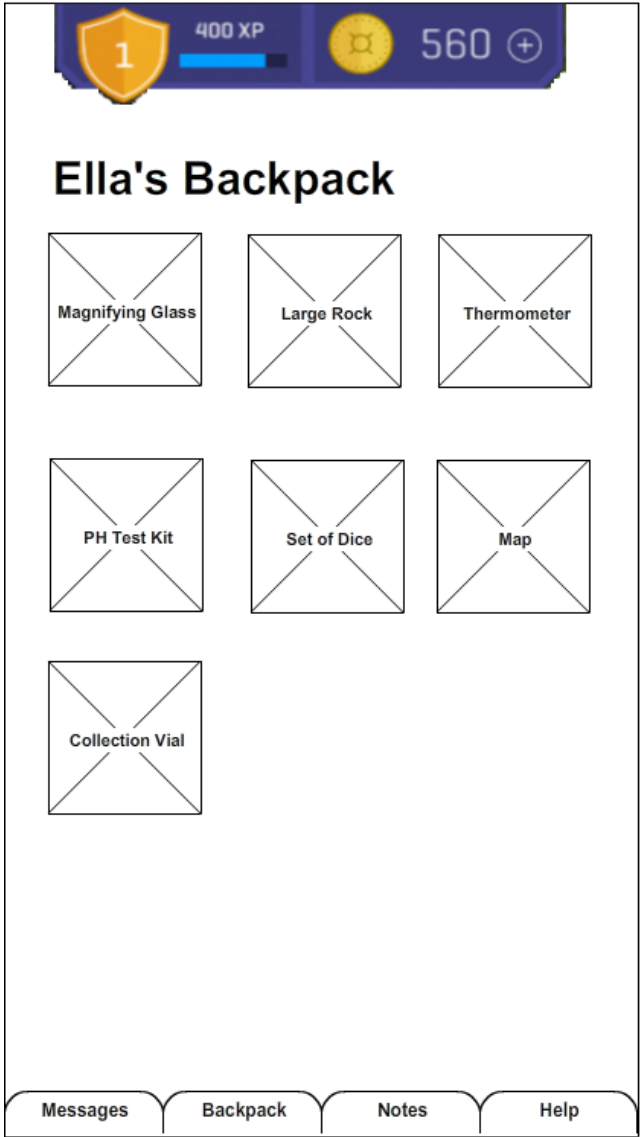 400 XP
1
560
Ella's Backpack
Magnifying Glass
Large Rock
Thermometer
PH Test Kit
Set of Dice
Map
Collection Vial
Messages
Backpack
Notes
Help